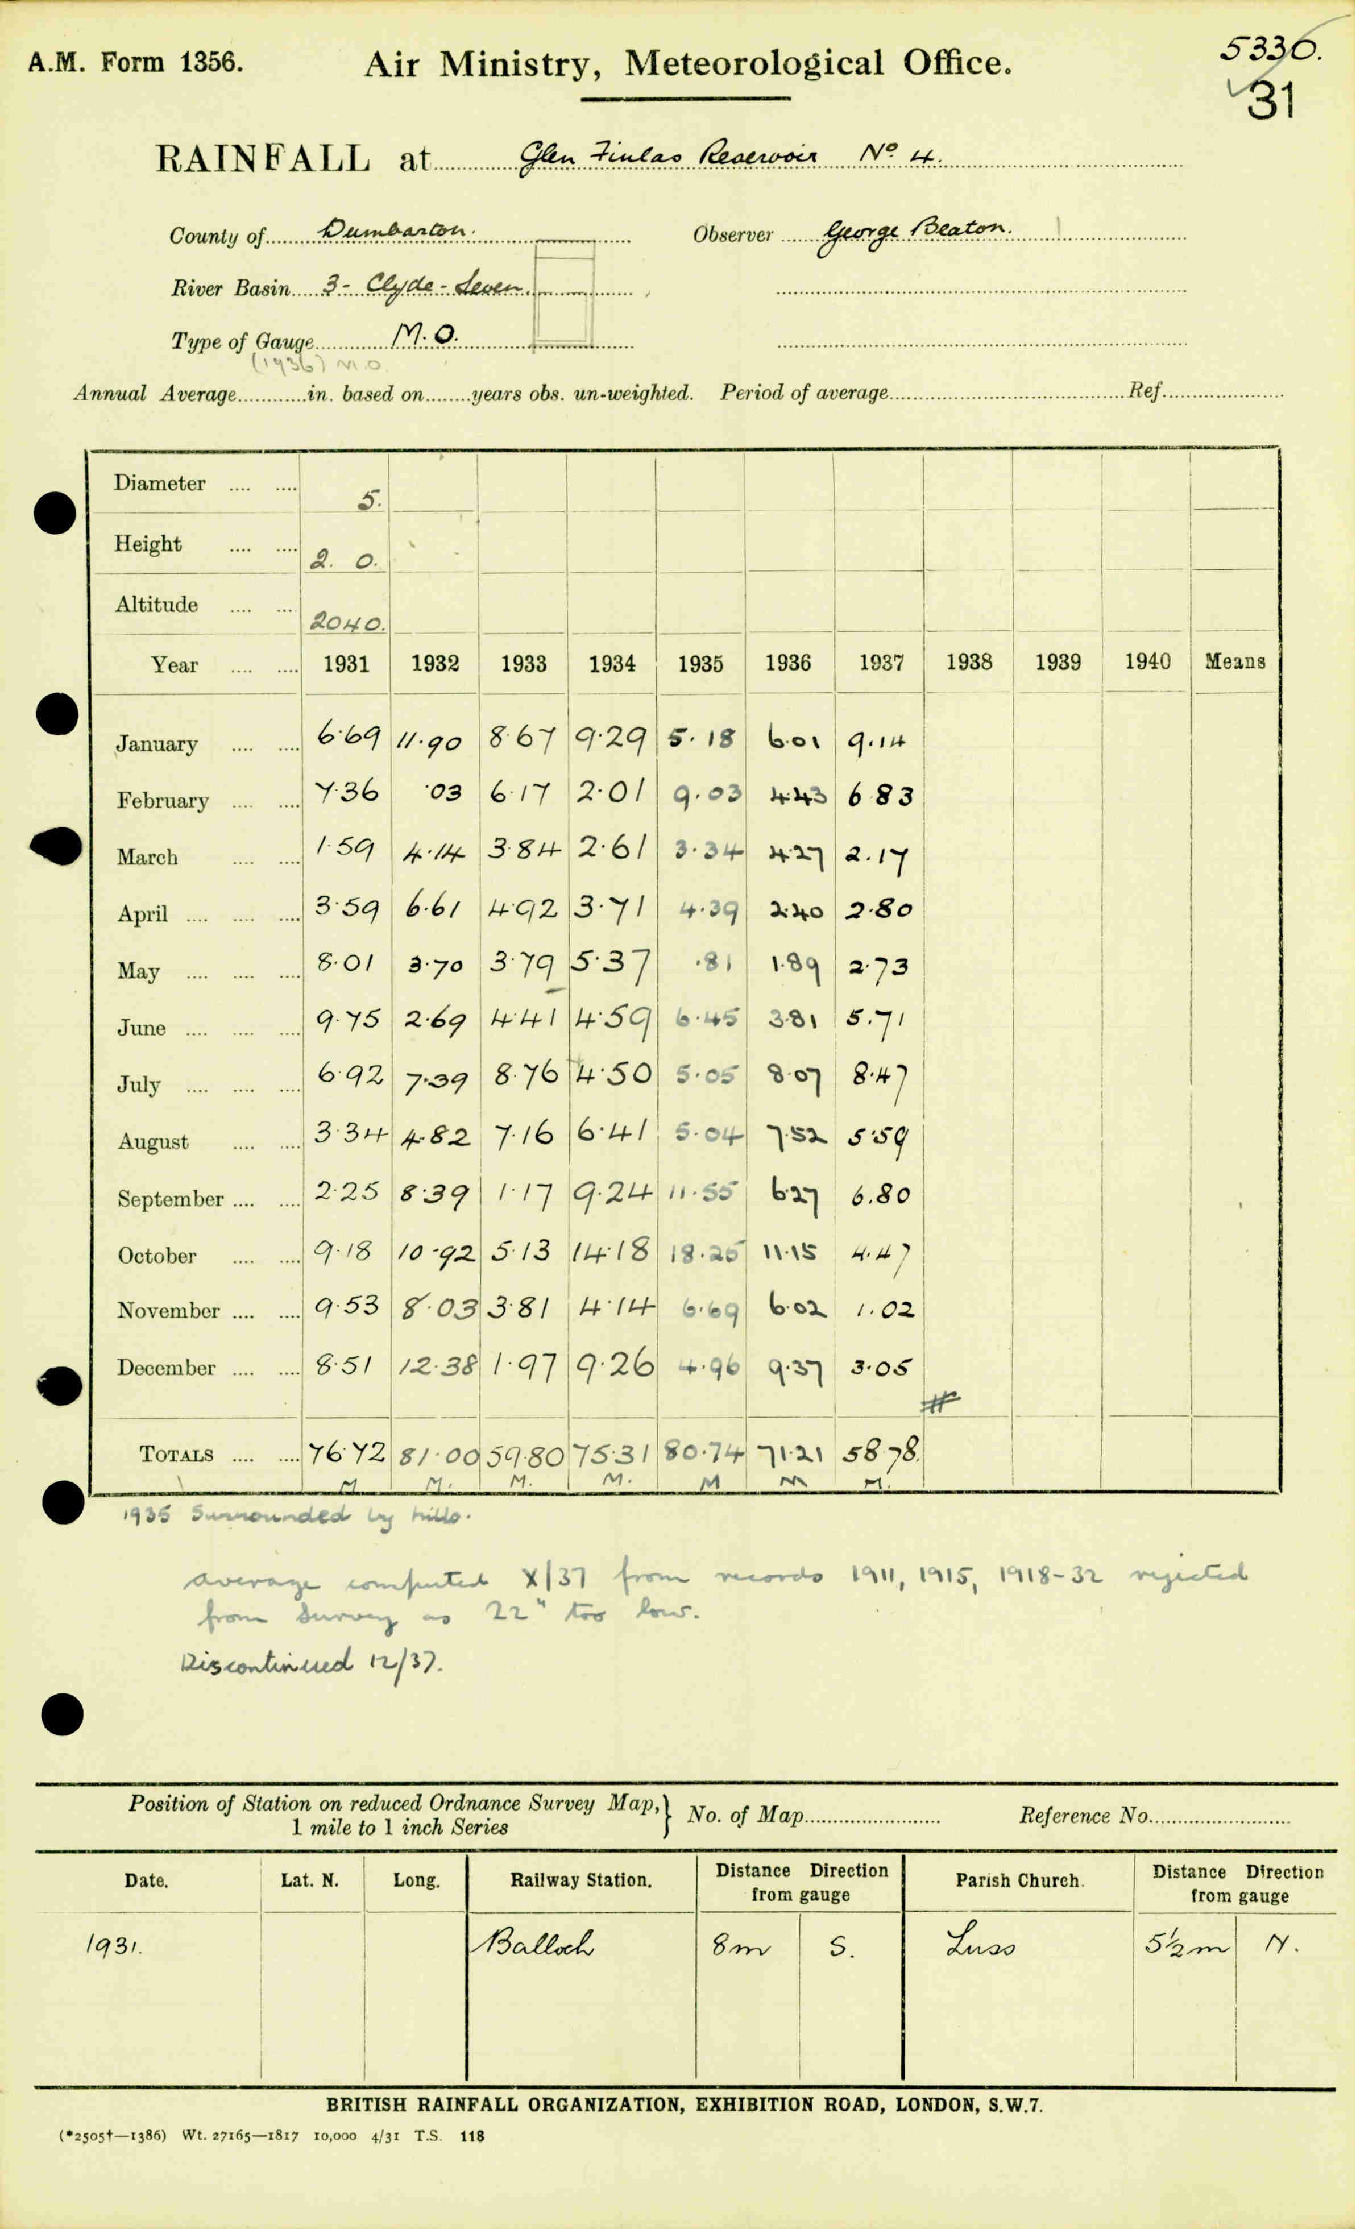 5330.
A.M. Form 1356. Air Ministry, Meteorological Office.
31
RAINFALL at Glen Finlas Reservoir No 4.
County of Dumbarton. Observer George Beaton.
River Basin 3 - Clyde - Leven.
Type of Gauge M.O.
(1936) M.O.
Annual Average in. based on years obs. un-weighted. Period of average Ref.
Diameter 5.
Height 2. 0.
Altitude 2040.
Year 1931 1932 1933 1934 1935 1936 1937 1938 1939 1940 Means
January 6.69 11.90 8.67 9.29 5.18 6.01 9.14
February 7.36 .03 6.17 2.01 9.03 4.43 6.83
March 1.59 4.14 3.84 2.61 3.34 4.27 2.17
April 3.59 6.61 4.92 3.71 4.39 2.40 2.80
May 8.01 3.70 3.79 5.37 .81 1.89 2.73
June 9.75 2.69 4.41 4.59 6.45 3.81 5.71
July 6.92 7.39 8.76 4.50 5.05 8.07 8.47
August 3.34 4.82 7.16 6.41 5.04 7.52 5.59
September 2.25 8.39 1.17 9.24 11.55 6.27 6.80
October 9.18 10.92 5.13 14.18 18.25 11.15 4.47
November 9.53 8.03 3.81 4.14 6.69 6.02 1.02
December 8.51 12.38 1.97 9.26 4.96 9.37 3.05
#
TOTALS 76.72 81.00 59.80 75.31 80.74 71.21 58.78.
M M. M. M. M M M.
1935 Surrounded by hills.
average computed X/37 from records 1911, 1915, 1918-32 rejected
from Survey as 22" too low.
Discontinued 12/37.
Position of Station on reduced Ordnance Survey Map, } No. of Map Reference No.
1 mile to 1 inch Series
Date. Lat. N. Long. Railway Station. Distance Direction from gauge Parish Church. Distance Direction from gauge
1931. Balloch 8m S. Luss 5½m N.
BRITISH RAINFALL ORGANIZATION, EXHIBITION ROAD, LONDON, S.W.7.
(*2505†—1386) Wt. 27165—1817 10,000 4/31 T.S. 118